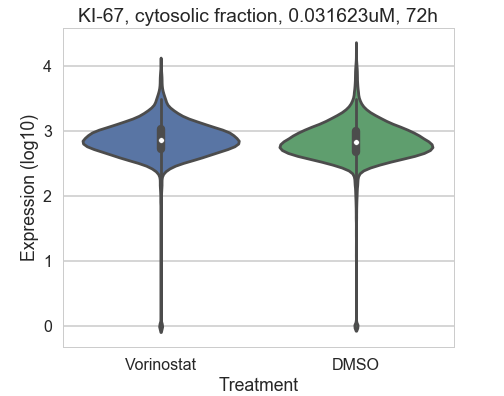 KI-67, cytosolic fraction, 0.031623uM, 72h
Expression (log10)
4
3
2
1
0
Vorinostat
DMSO
Treatment